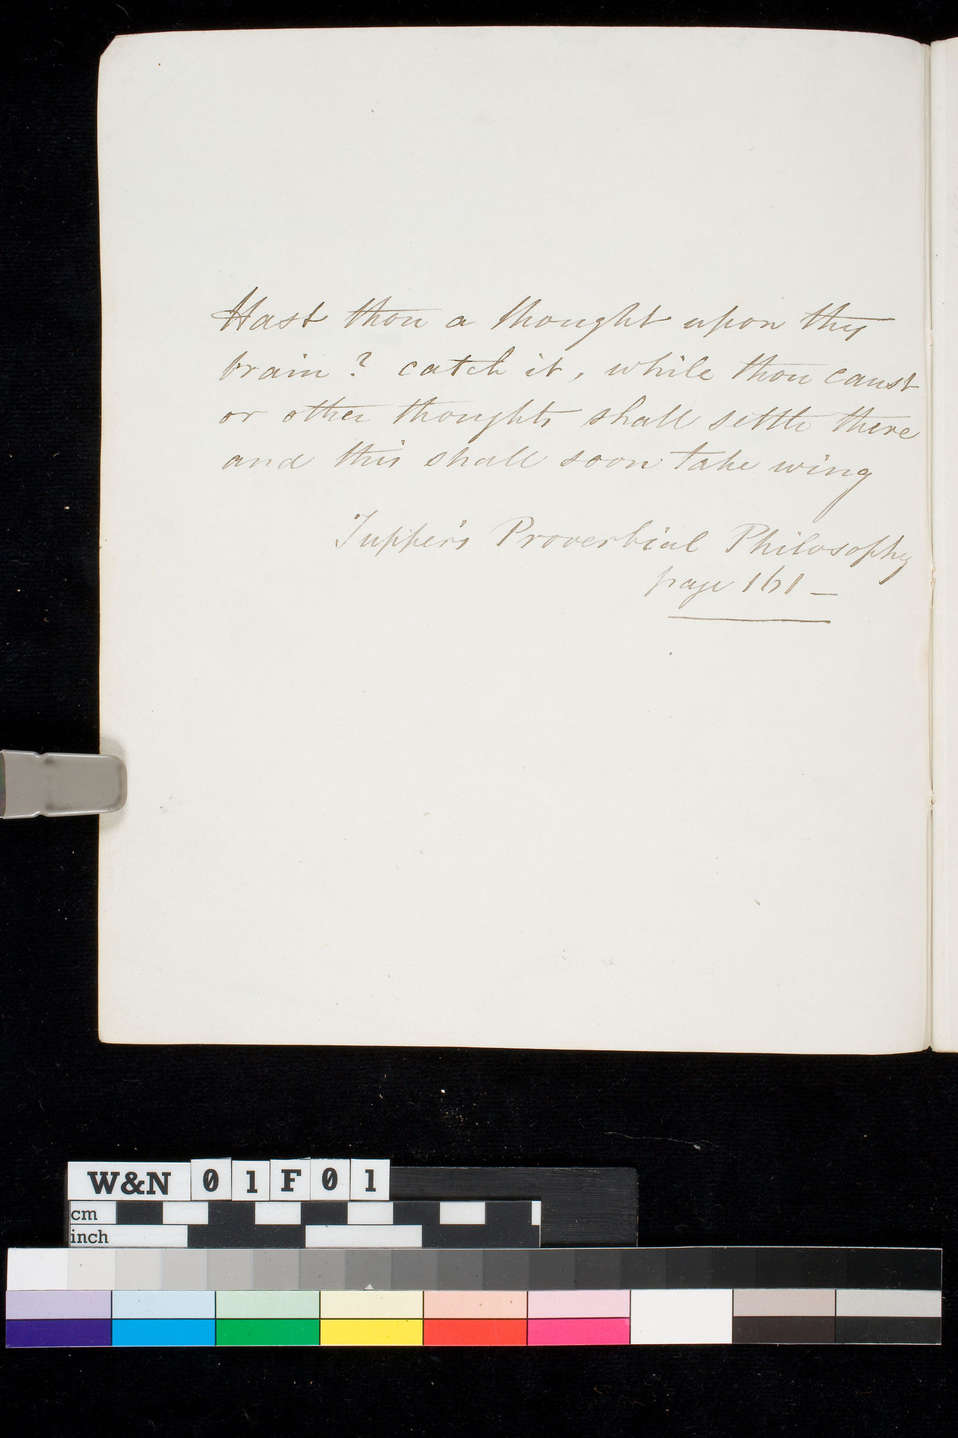 Hast thou a thought upon thy
brain? catch it, while thou canst
or other thoughts shall settle there
and this shall soon take wing
Tupper's Proverbial Philosophy
page 161 —
W&N 01F01
cm
inch